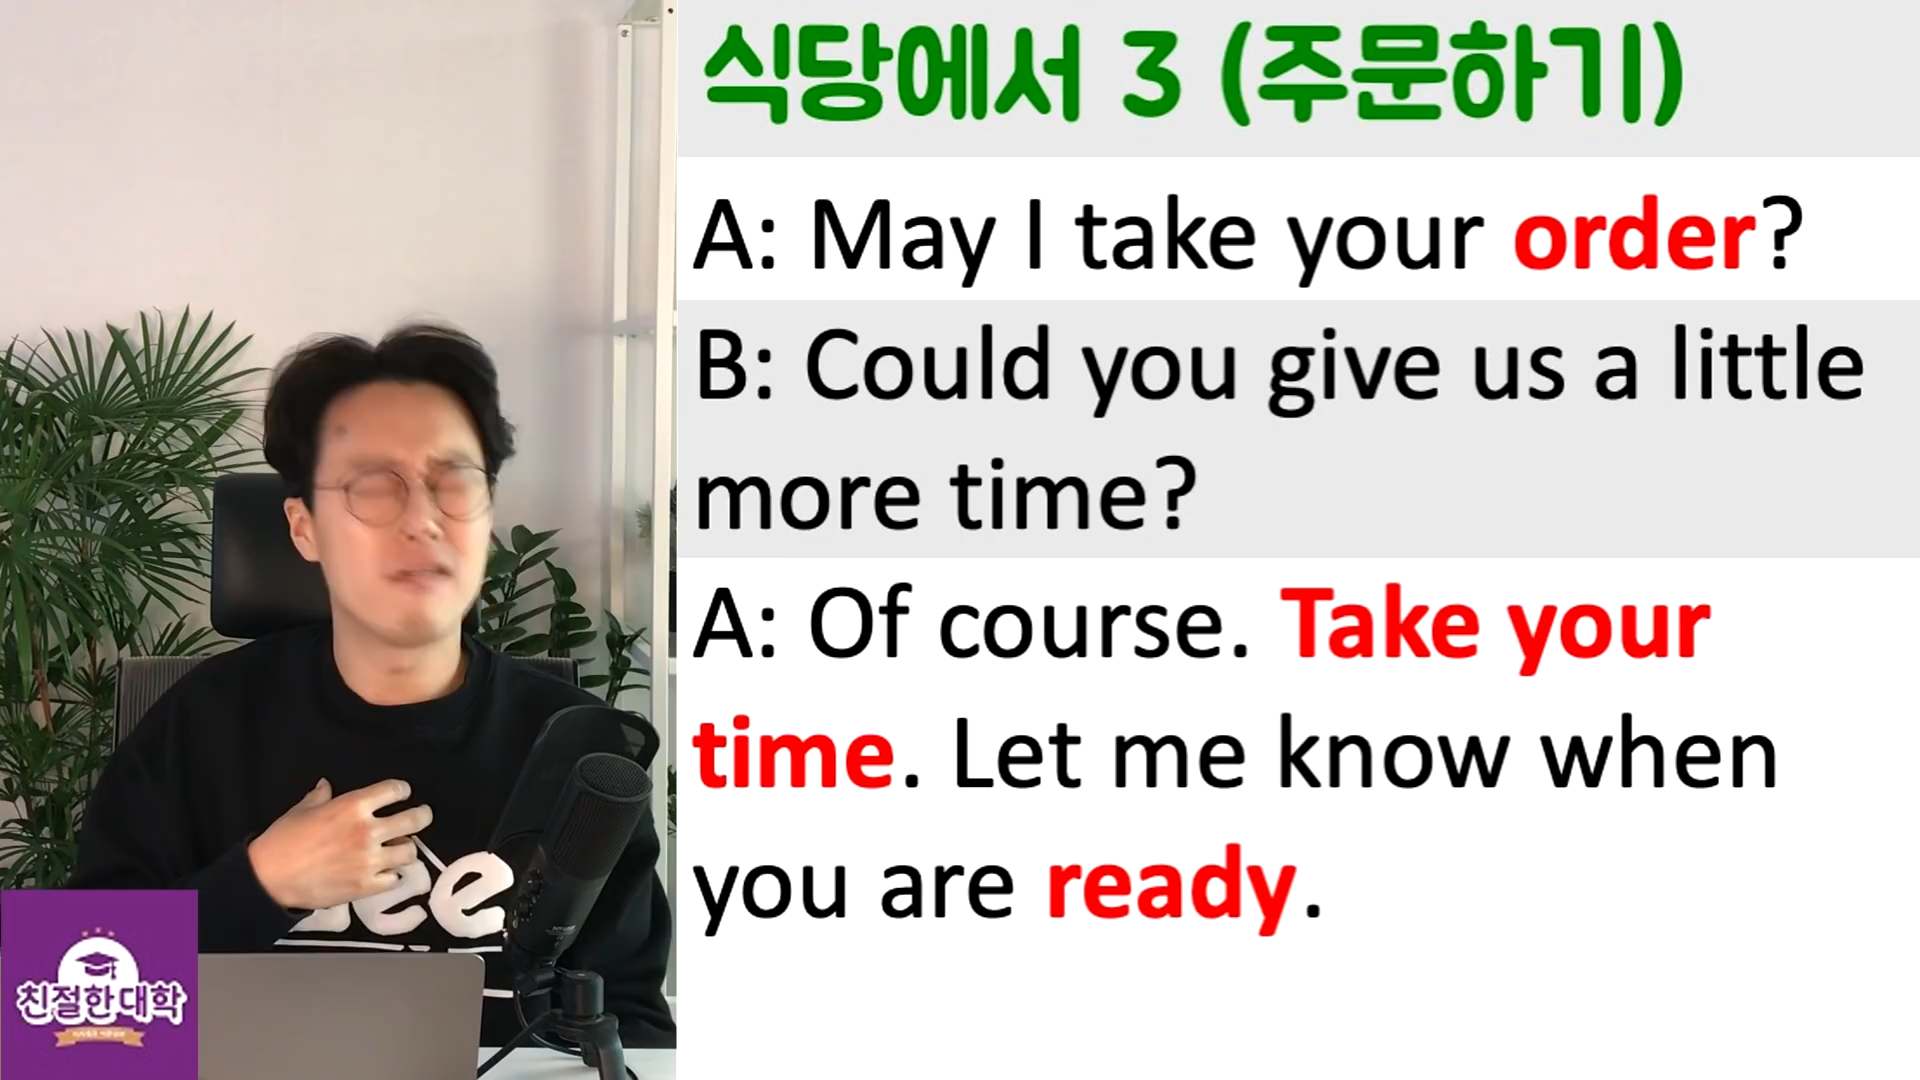 식당에서 3 (주문하기)
A: May I take your order?
B: Could you give us a little
more time?
A: Of course. Take your
time. Let me know when
you are ready.
친절한대학